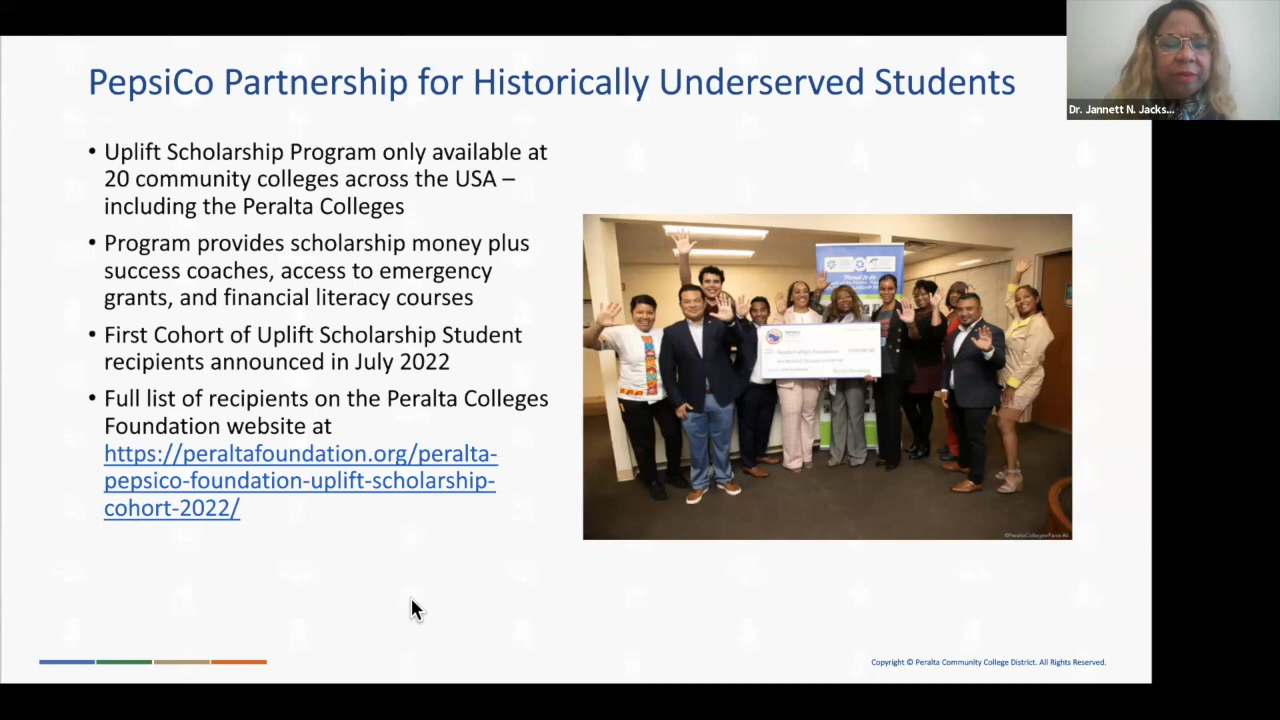 PepsiCo Partnership for Historically Underserved Students
Dr. Jannett N. Jacks...
• Uplift Scholarship Program only available at
20 community colleges across the USA –
including the Peralta Colleges
• Program provides scholarship money plus
success coaches, access to emergency
grants, and financial literacy courses
• First Cohort of Uplift Scholarship Student
recipients announced in July 2022
• Full list of recipients on the Peralta Colleges
Foundation website at
https://peraltafoundation.org/peralta-
pepsico-foundation-uplift-scholarship-
cohort-2022/
Peralta Colleges Foundation
Copyright © Peralta Community College District. All Rights Reserved.